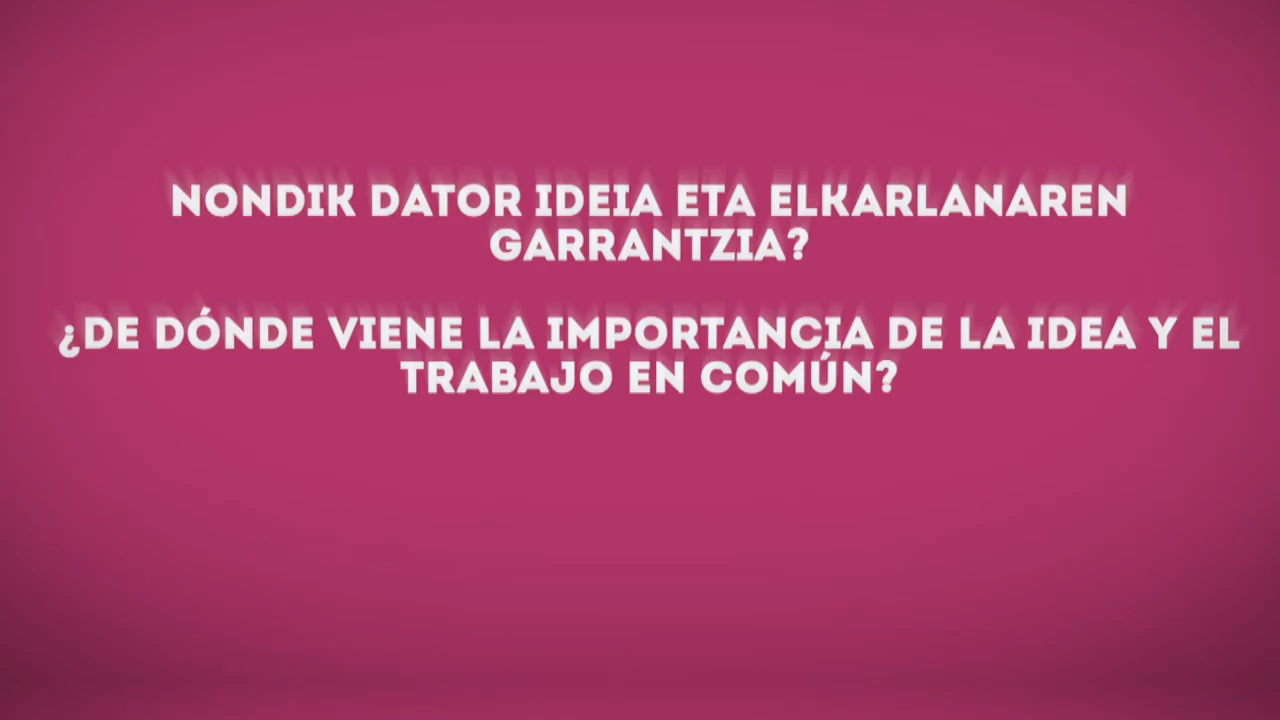 NONDIK DATOR IDEIA ETA ELKARLANAREN
GARRANTZIA?
¿DE DÓNDE VIENE LA IMPORTANCIA DE LA IDEA Y EL
TRABAJO EN COMÚN?